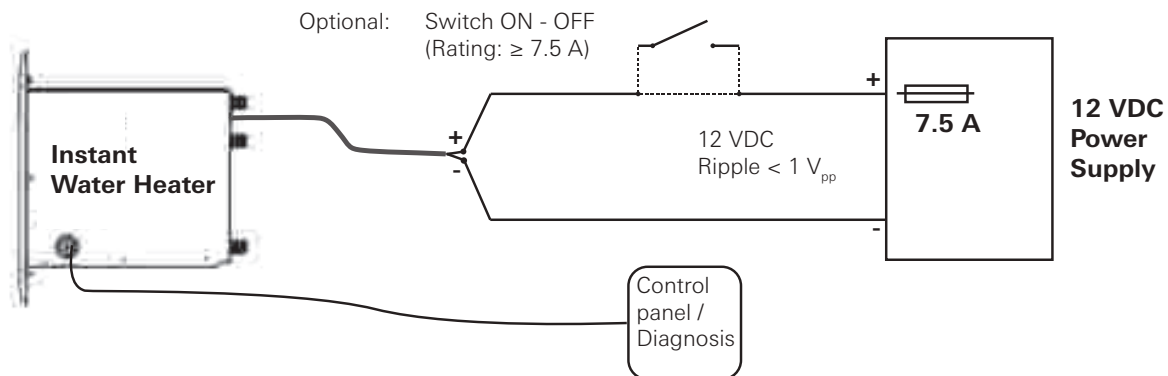 Optional: Switch ON - OFF
(Rating: ≥ 7.5 A)
+
7.5 A
12 VDC
Power
Supply
Instant
Water Heater
+
-
12 VDC
Ripple < 1 Vpp
-
Control
panel /
Diagnosis